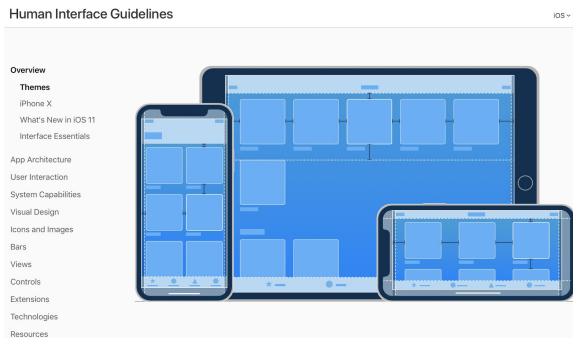 Human Interface Guidelines
iOS
Overview
Themes
iPhone X
What's New in iOS 11
Interface Essentials
App Architecture
User Interaction
System Capabilities
Visual Design
Icons and Images
Bars
Views
Controls
Extensions
Technologies
Resources